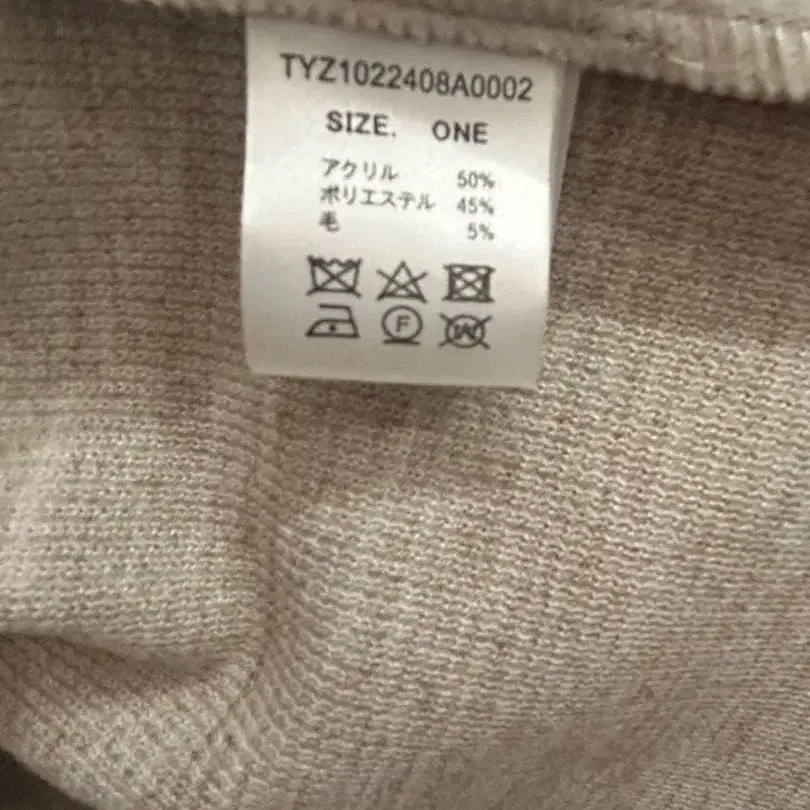 TYZ1022408A0002
SIZE. ONE
アクリル 50%
ポリエステル 45%
毛 5%
F W